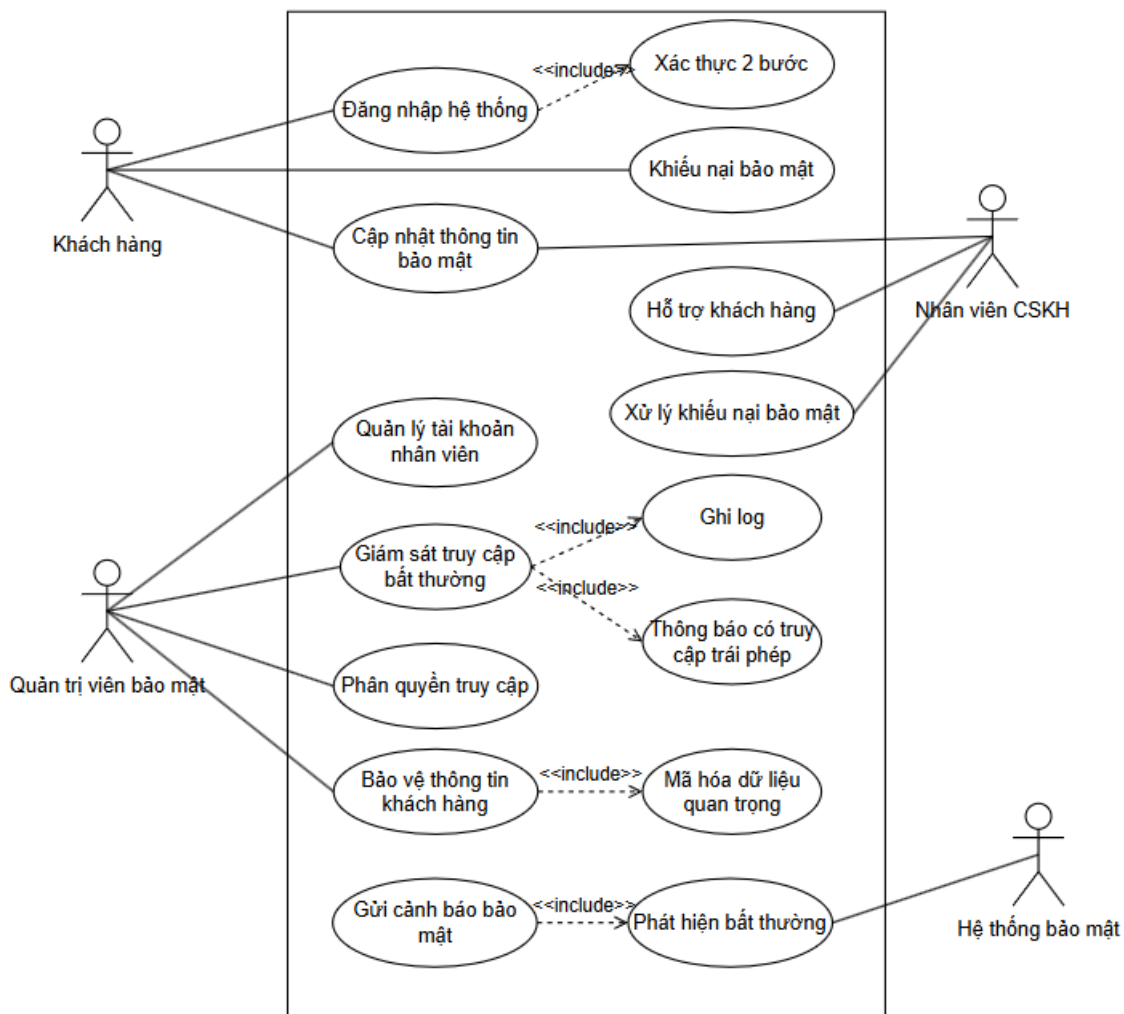 Xác thực 2 bước
<<include>>
Đăng nhập hệ thống
Khiếu nại bảo mật
Khách hàng
Cập nhật thông tin
bảo mật
Hỗ trợ khách hàng
Nhân viên CSKH
Xử lý khiếu nại bảo mật
Quản lý tài khoản
nhân viên
Ghi log
<<include>>
Giám sát truy cập
bất thường
<<include>>
Thông báo có truy
cập trái phép
Quản trị viên bảo mật
Phân quyền truy cập
Bảo vệ thông tin
khách hàng
<<include>>
Mã hóa dữ liệu
quan trọng
Gửi cảnh báo bảo
mật
<<include>>
Phát hiện bất thường
Hệ thống bảo mật